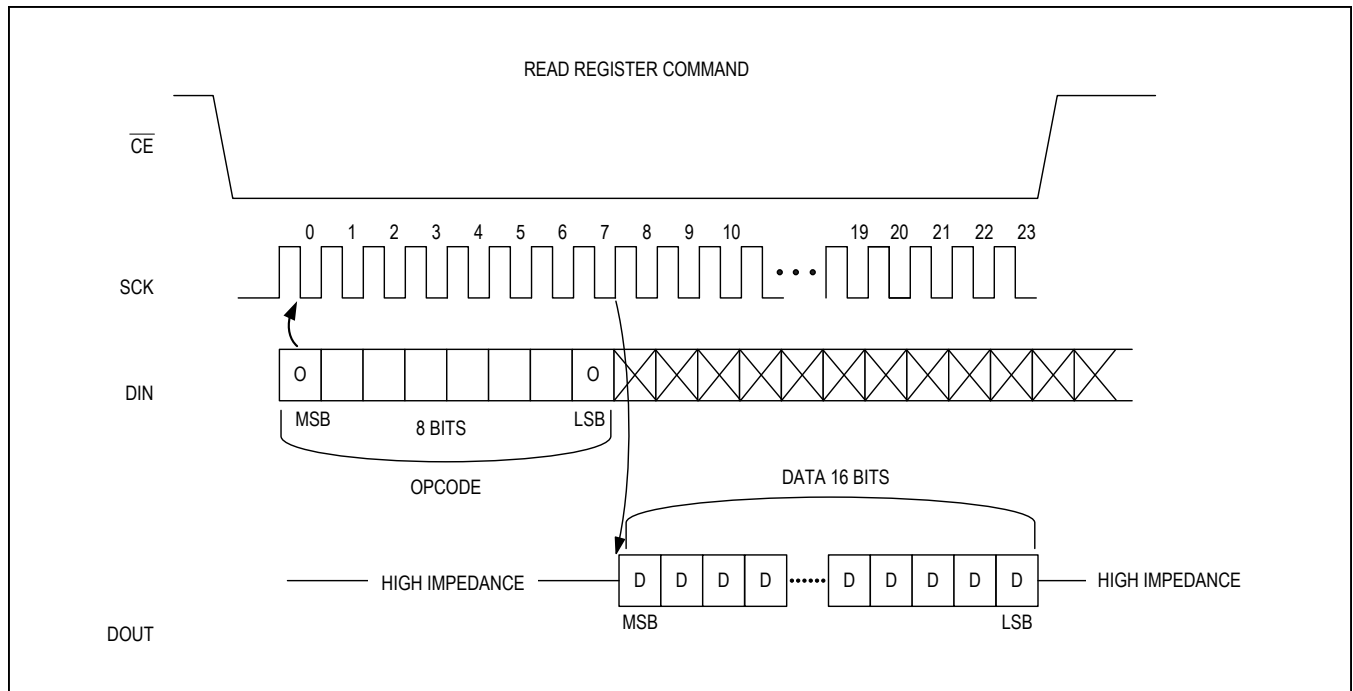 READ REGISTER COMMAND
CE
0 1 2 3 4 5 6 7 8 9 10 19 20 21 22 23
SCK
O O
DIN
MSB 8 BITS LSB
OPCODE
DATA 16 BITS
HIGH IMPEDANCE D D D D D D D D D HIGH IMPEDANCE
MSB LSB
DOUT